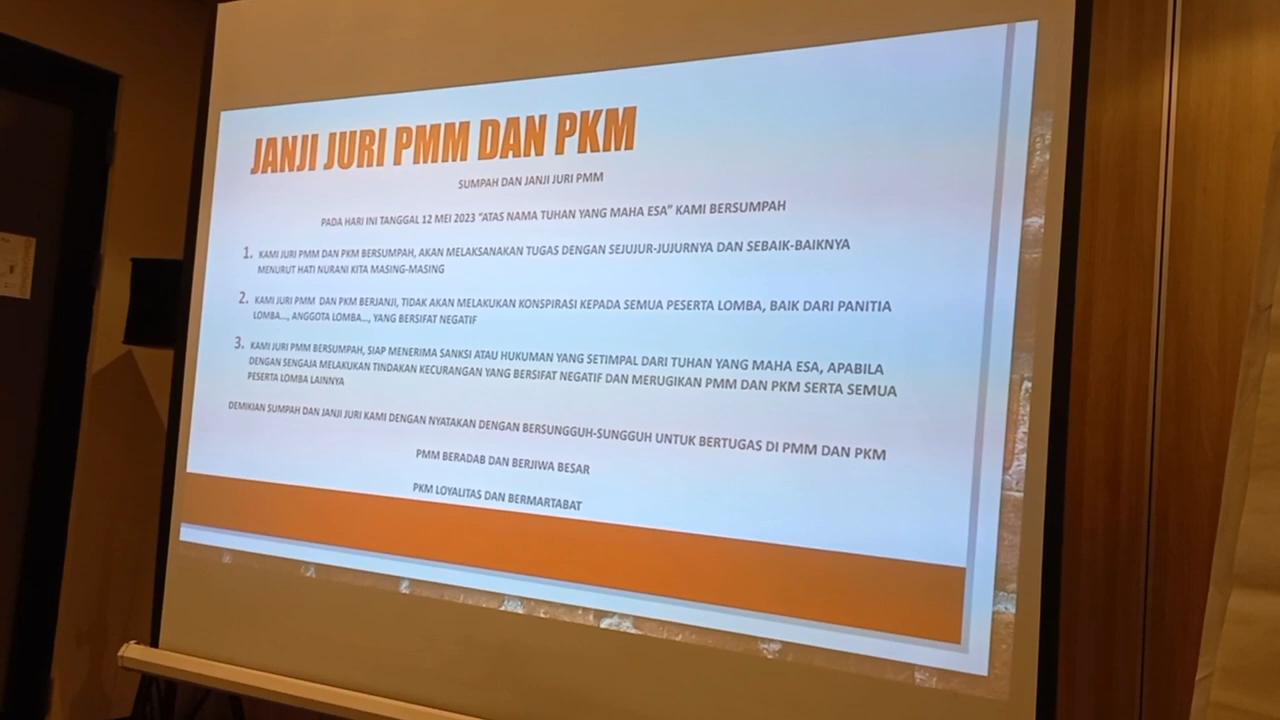 JANJI JURI PMM DAN PKM
SUMPAH DAN JANJI JURI PMM
PADA HARI INI TANGGAL 12 MEI 2023 "ATAS NAMA TUHAN YANG MAHA ESA" KAMI BERSUMPAH
1. KAMI JURI PMM DAN PKM BERSUMPAH, AKAN MELAKSANAKAN TUGAS DENGAN SEJUJUR-JUJURNYA DAN SEBAIK-BAIKNYA
MENURUT HATI NURANI KITA MASING-MASING
2. KAMI JURI PMM DAN PKM BERJANJI, TIDAK AKAN MELAKUKAN KONSPIRASI KEPADA SEMUA PESERTA LOMBA, BAIK DARI PANITIA
LOMBA..., ANGGOTA LOMBA..., YANG BERSIFAT NEGATIF
3. KAMI JURI PMM BERSUMPAH, SIAP MENERIMA SANKSI ATAU HUKUMAN YANG SETIMPAL DARI TUHAN YANG MAHA ESA, APABILA
DENGAN SENGAJA MELAKUKAN TINDAKAN KECURANGAN YANG BERSIFAT NEGATIF DAN MERUGIKAN PMM DAN PKM SERTA SEMUA
PESERTA LOMBA LAINNYA
DEMIKIAN SUMPAH DAN JANJI JURI KAMI DENGAN NYATAKAN DENGAN BERSUNGGUH-SUNGGUH UNTUK BERTUGAS DI PMM DAN PKM
PMM BERADAB DAN BERJIWA BESAR
PKM LOYALITAS DAN BERMARTABAT